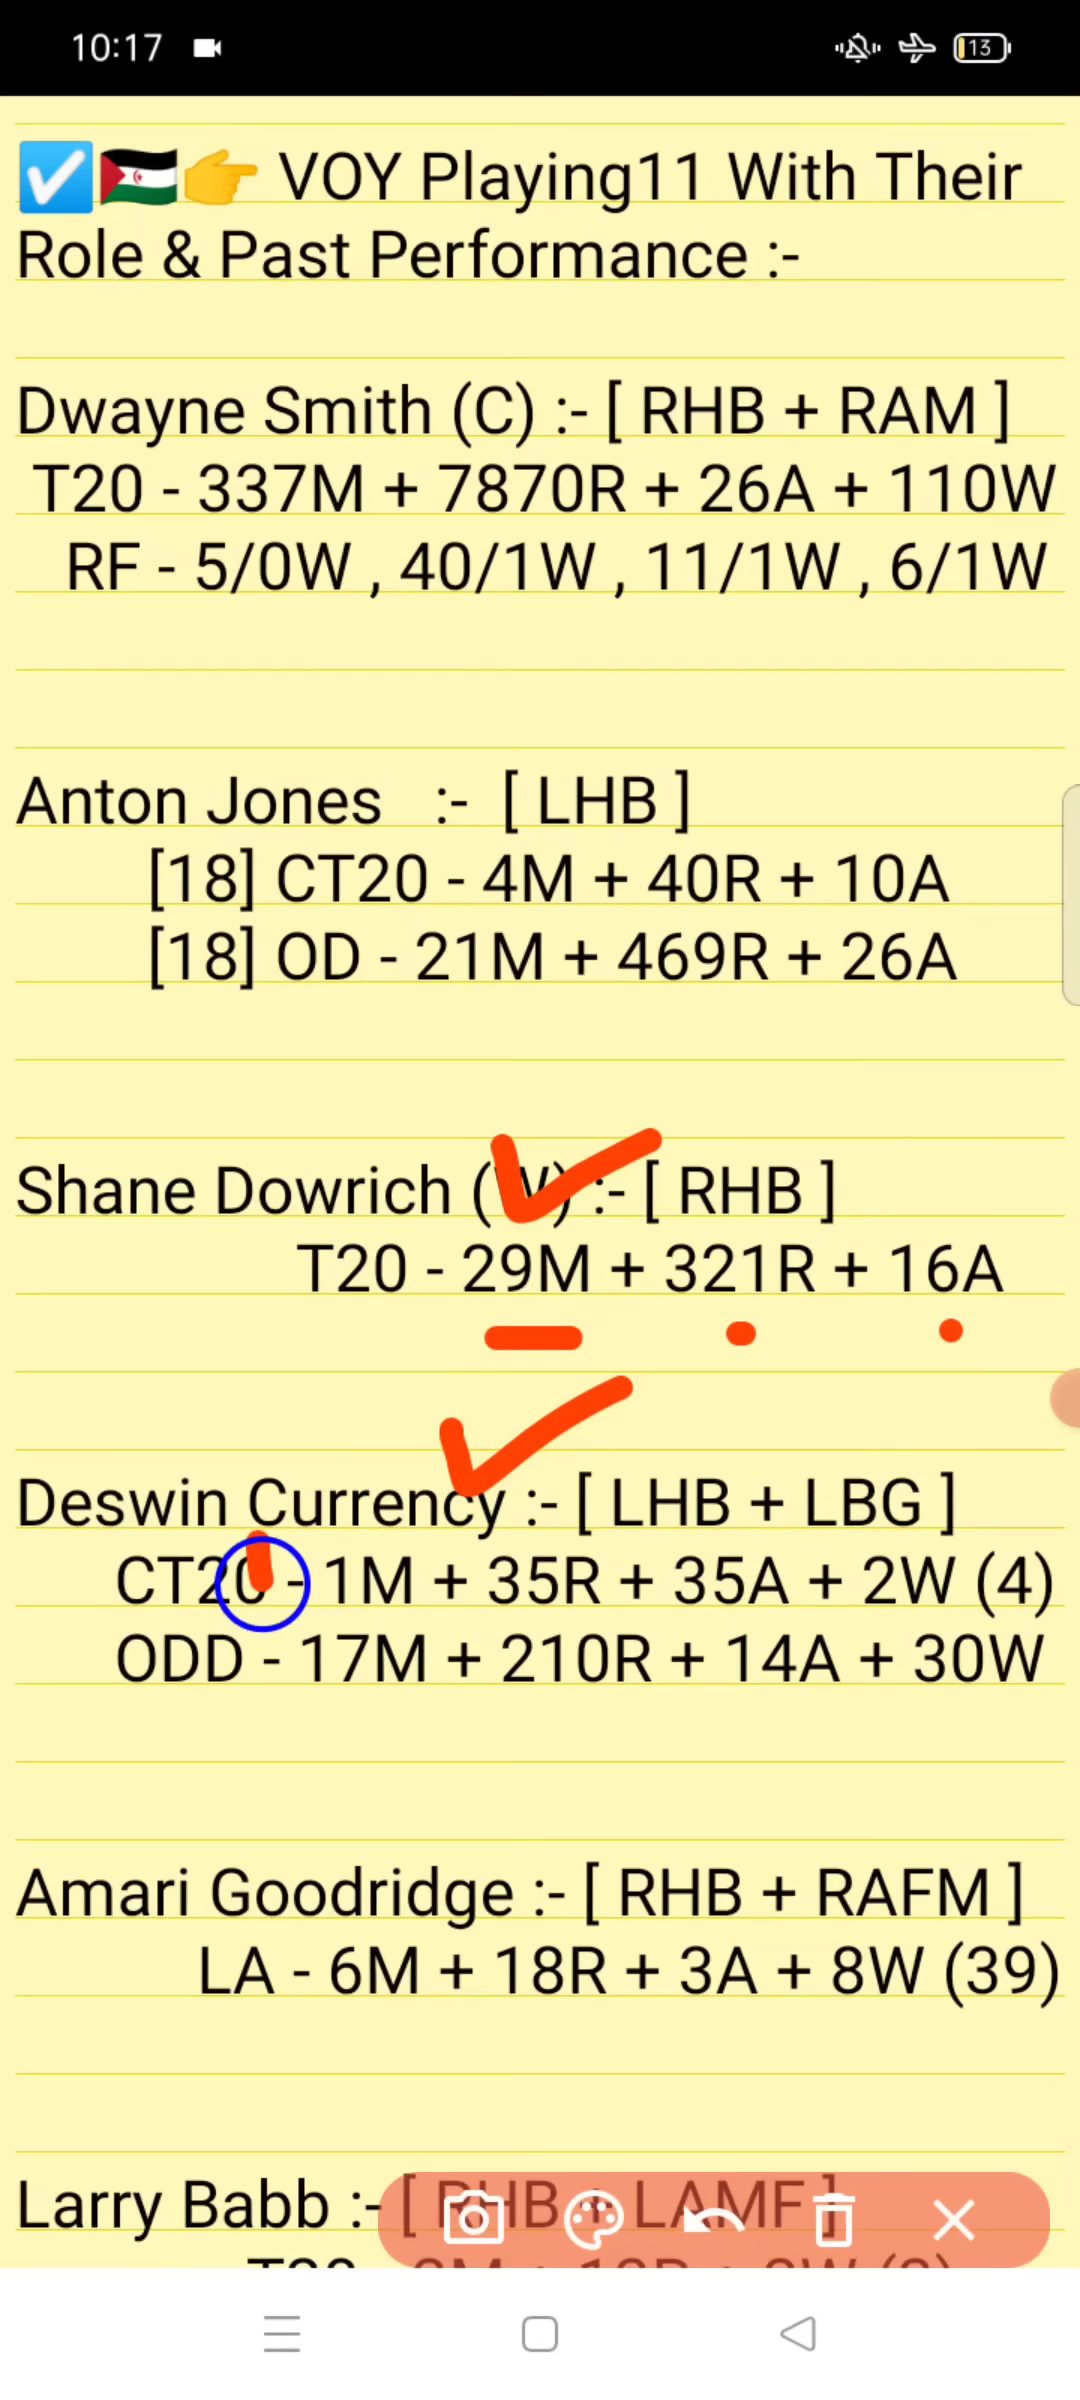 10:17
13
VOY Playing11 With Their
Role & Past Performance :-
Dwayne Smith (C) :- [ RHB + RAM ]
T20 - 337M + 7870R + 26A + 110W
RF - 5/0W , 40/1W , 11/1W , 6/1W
Anton Jones :- [ LHB ]
[18] CT20 - 4M + 40R + 10A
[18] OD - 21M + 469R + 26A
Shane Dowrich (W) :- [ RHB ]
T20 - 29M + 321R + 16A
Deswin Currency :- [ LHB + LBG ]
CT20 - 1M + 35R + 35A + 2W (4)
ODD - 17M + 210R + 14A + 30W
Amari Goodridge :- [ RHB + RAFM ]
LA - 6M + 18R + 3A + 8W (39)
Larry Babb :- [ RHB + LAMF ]